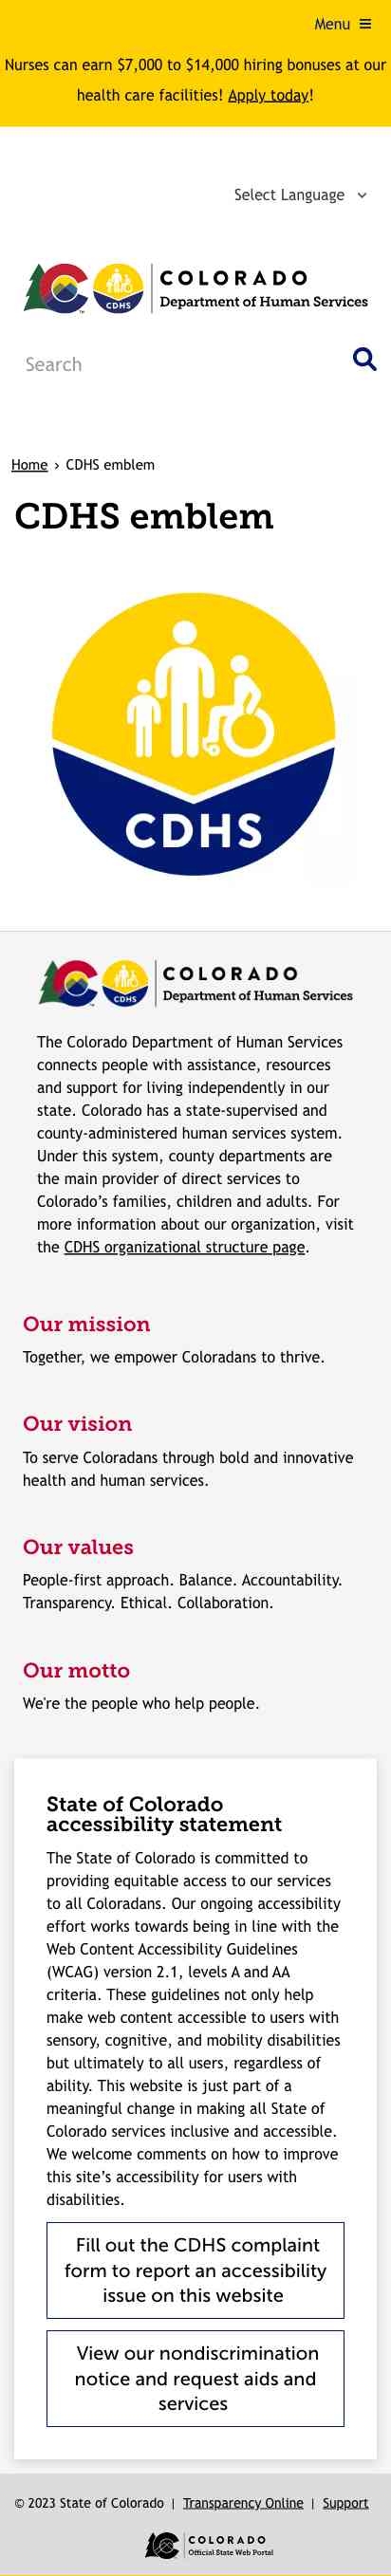 Menu
Nurses can earn $7,000 to $14,000 hiring bonuses at our
health care facilities! Apply today!
Select Language
CDHS
COLORADO
Department of Human Services
TM
Search
Home › CDHS emblem
CDHS emblem
CDHS
CDHS
COLORADO
Department of Human Services
TM
The Colorado Department of Human Services
connects people with assistance, resources
and support for living independently in our
state. Colorado has a state-supervised and
county-administered human services system.
Under this system, county departments are
the main provider of direct services to
Colorado’s families, children and adults. For
more information about our organization, visit
the CDHS organizational structure page.
Our mission
Together, we empower Coloradans to thrive.
Our vision
To serve Coloradans through bold and innovative
health and human services.
Our values
People-first approach. Balance. Accountability.
Transparency. Ethical. Collaboration.
Our motto
We're the people who help people.
State of Colorado
accessibility statement
The State of Colorado is committed to
providing equitable access to our services
to all Coloradans. Our ongoing accessibility
effort works towards being in line with the
Web Content Accessibility Guidelines
(WCAG) version 2.1, levels A and AA
criteria. These guidelines not only help
make web content accessible to users with
sensory, cognitive, and mobility disabilities
but ultimately to all users, regardless of
ability. This website is just part of a
meaningful change in making all State of
Colorado services inclusive and accessible.
We welcome comments on how to improve
this site’s accessibility for users with
disabilities.
Fill out the CDHS complaint
form to report an accessibility
issue on this website
View our nondiscrimination
notice and request aids and
services
© 2023 State of Colorado | Transparency Online | Support
COLORADO
Official State Web Portal